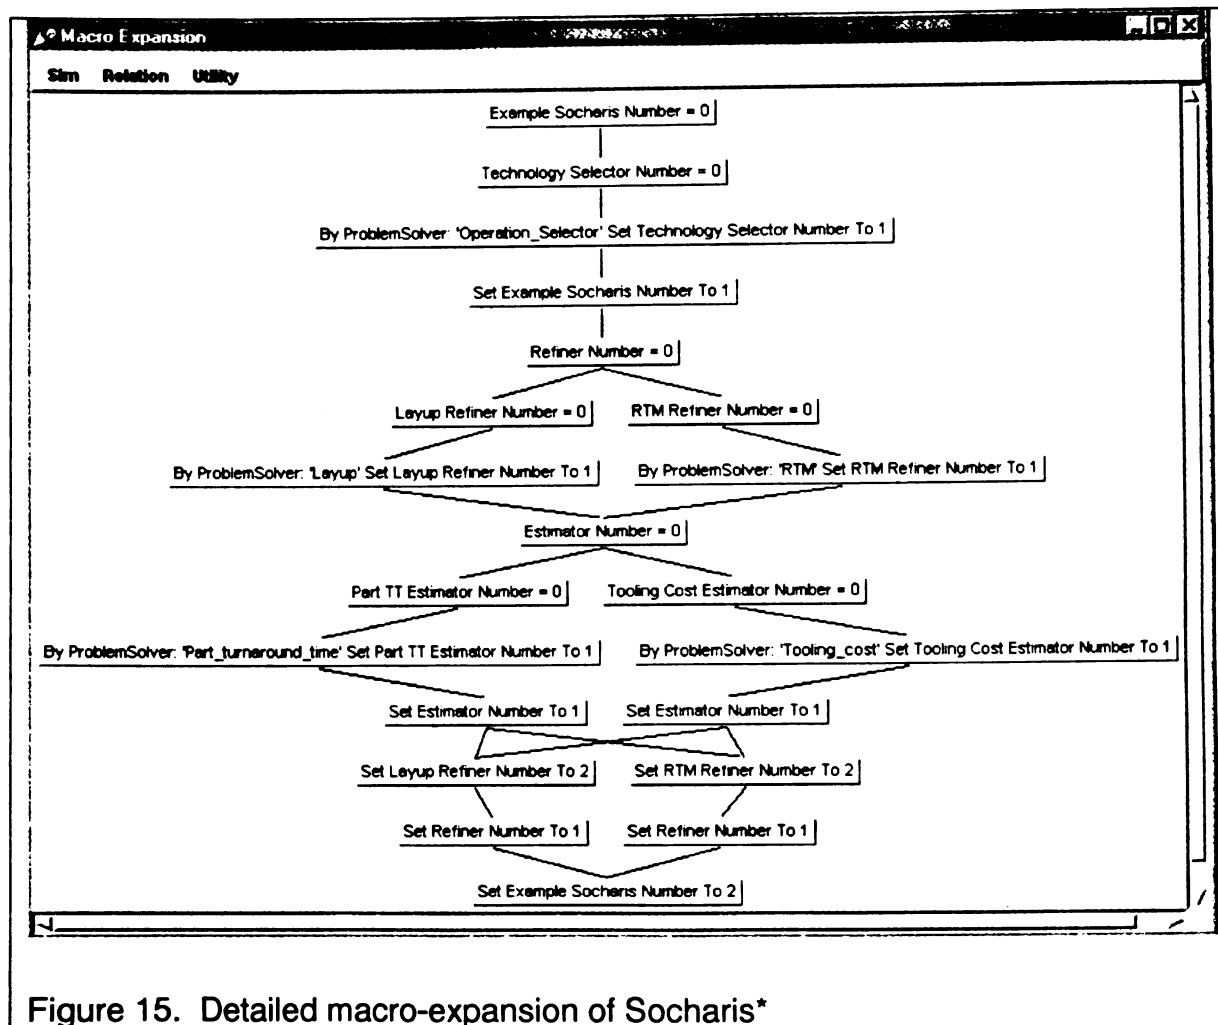 Macro Expansion
Sim Relation Utility
Example Socharis Number = 0
Technology Selector Number = 0
By ProblemSolver: 'Operation_Selector' Set Technology Selector Number To 1
Set Example Socharis Number To 1
Refiner Number = 0
Layup Refiner Number = 0 RTM Refiner Number = 0
By ProblemSolver: 'Layup' Set Layup Refiner Number To 1 By ProblemSolver: 'RTM' Set RTM Refiner Number To 1
Estimator Number = 0
Part TT Estimator Number = 0 Tooling Cost Estimator Number = 0
By ProblemSolver: 'Part_turnaround_time' Set Part TT Estimator Number To 1 By ProblemSolver: 'Tooling_cost' Set Tooling Cost Estimator Number To 1
Set Estimator Number To 1 Set Estimator Number To 1
Set Layup Refiner Number To 2 Set RTM Refiner Number To 2
Set Refiner Number To 1 Set Refiner Number To 1
Set Example Socharis Number To 2
Figure 15. Detailed macro-expansion of Socharis*